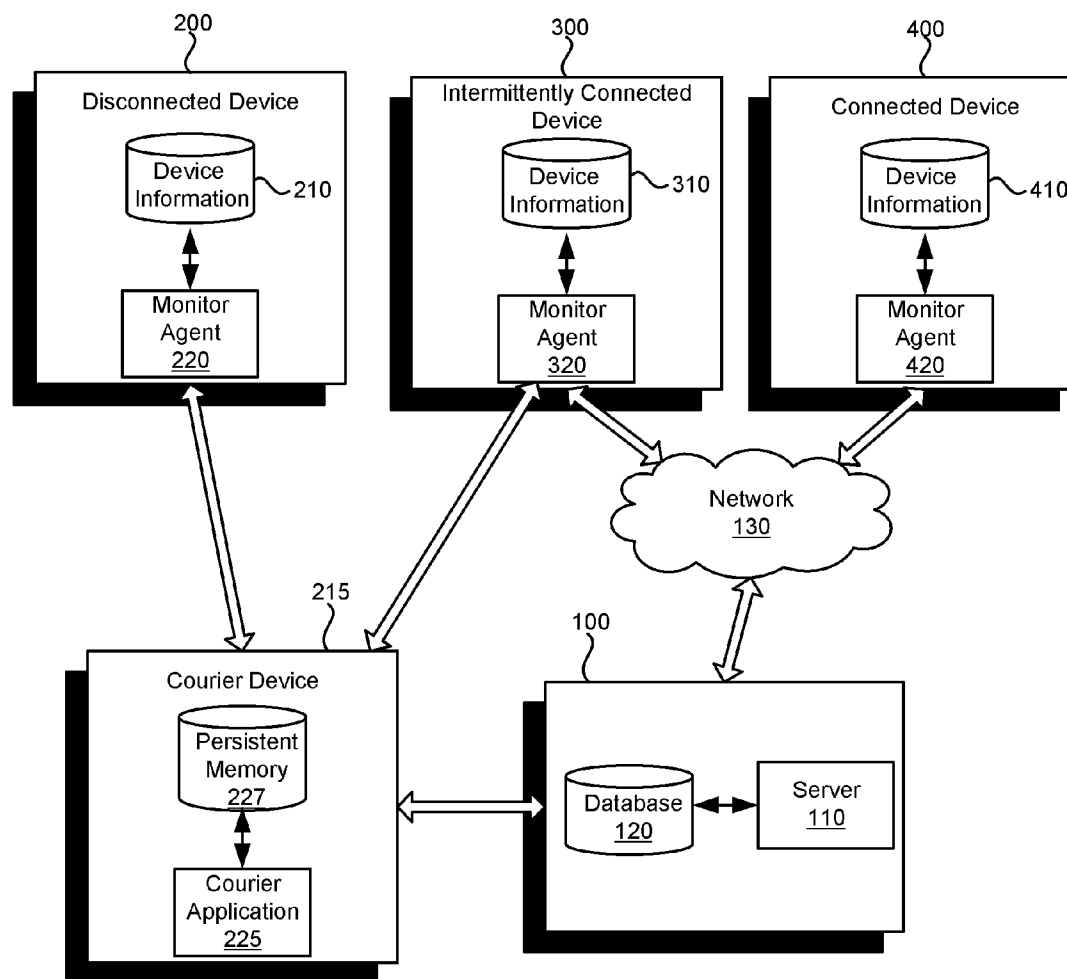 200
300
400
Disconnected Device
Device
Information
210
Monitor
Agent
220
Intermittently Connected
Device
Device
Information
310
Monitor
Agent
320
Connected Device
Device
Information
410
Monitor
Agent
420
Network
130
215
Courier Device
Persistent
Memory
227
Courier
Application
225
100
Database
120
Server
110